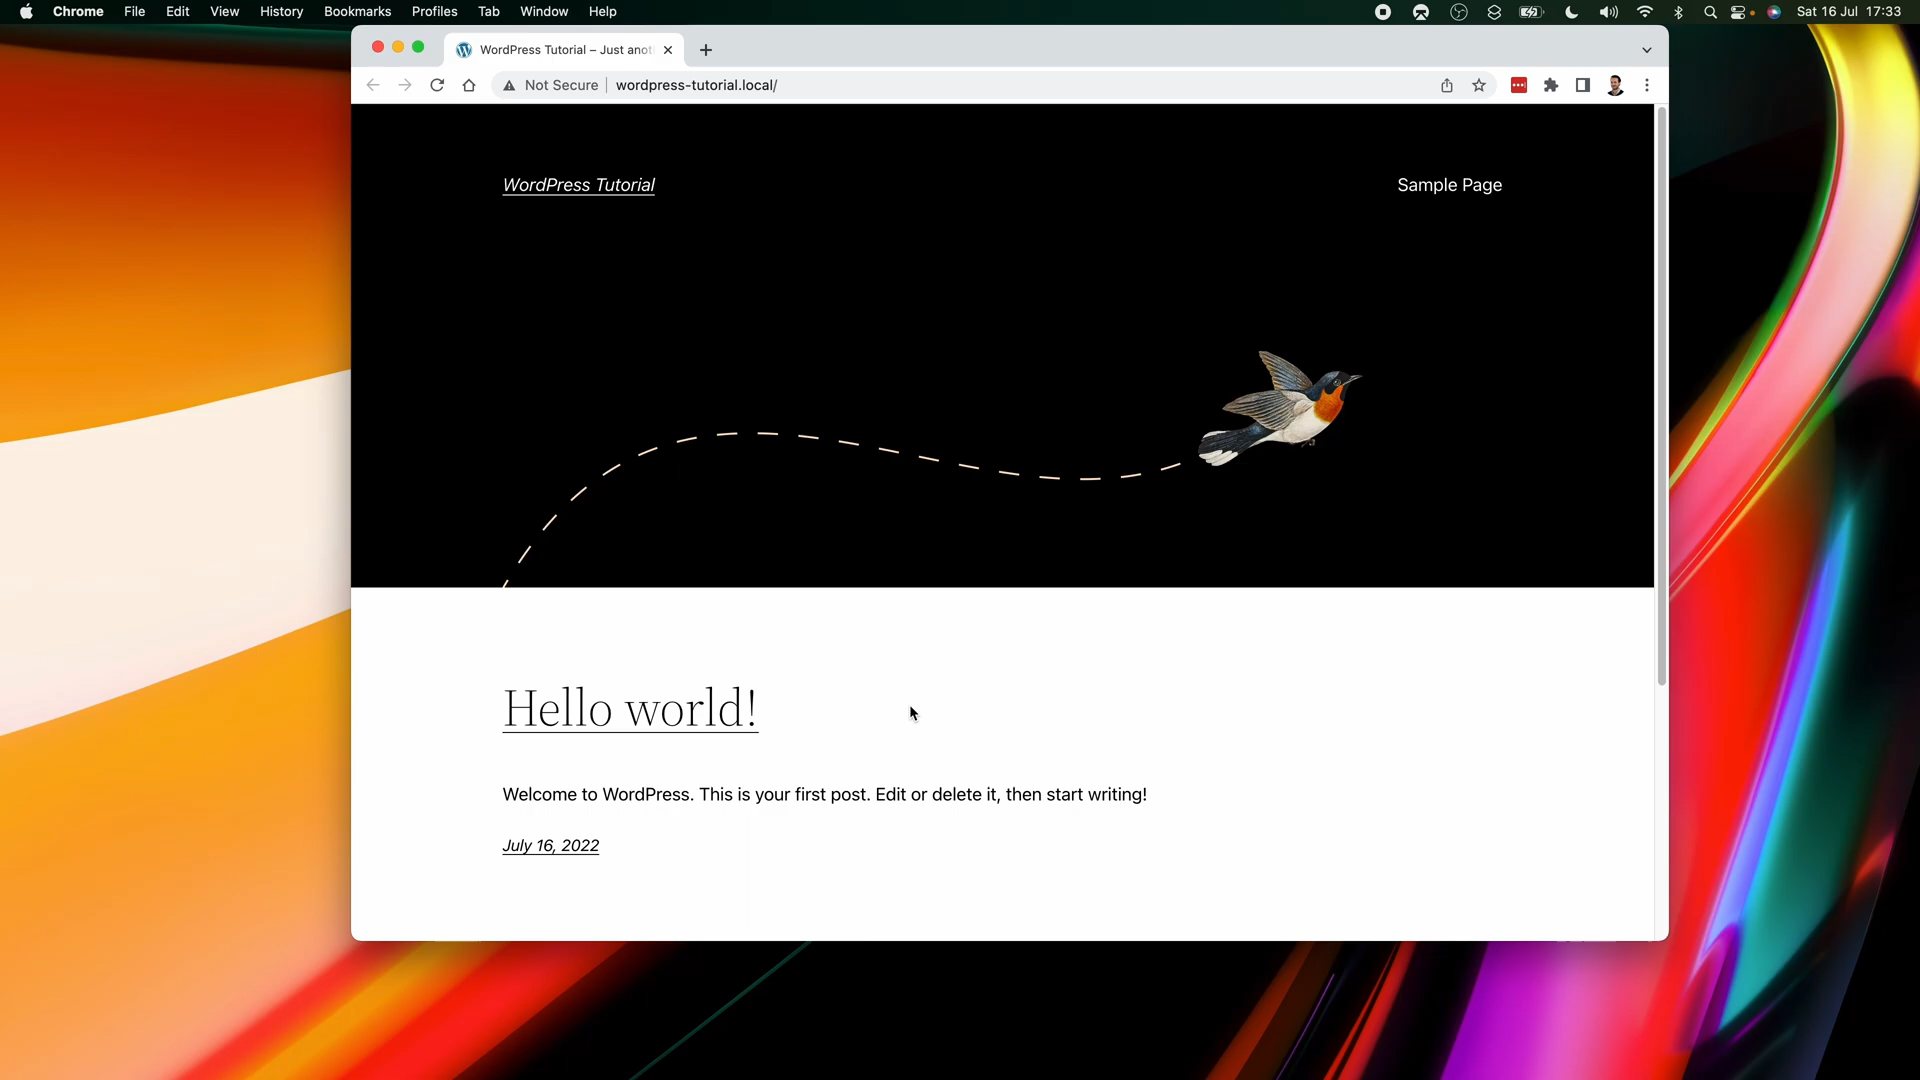 Chrome File Edit View History Bookmarks Profiles Tab Window Help Sat 16 Jul 17:33
WordPress Tutorial – Just anot
Not Secure wordpress-tutorial.local/
WordPress Tutorial Sample Page
Hello world!
Welcome to WordPress. This is your first post. Edit or delete it, then start writing!
July 16, 2022